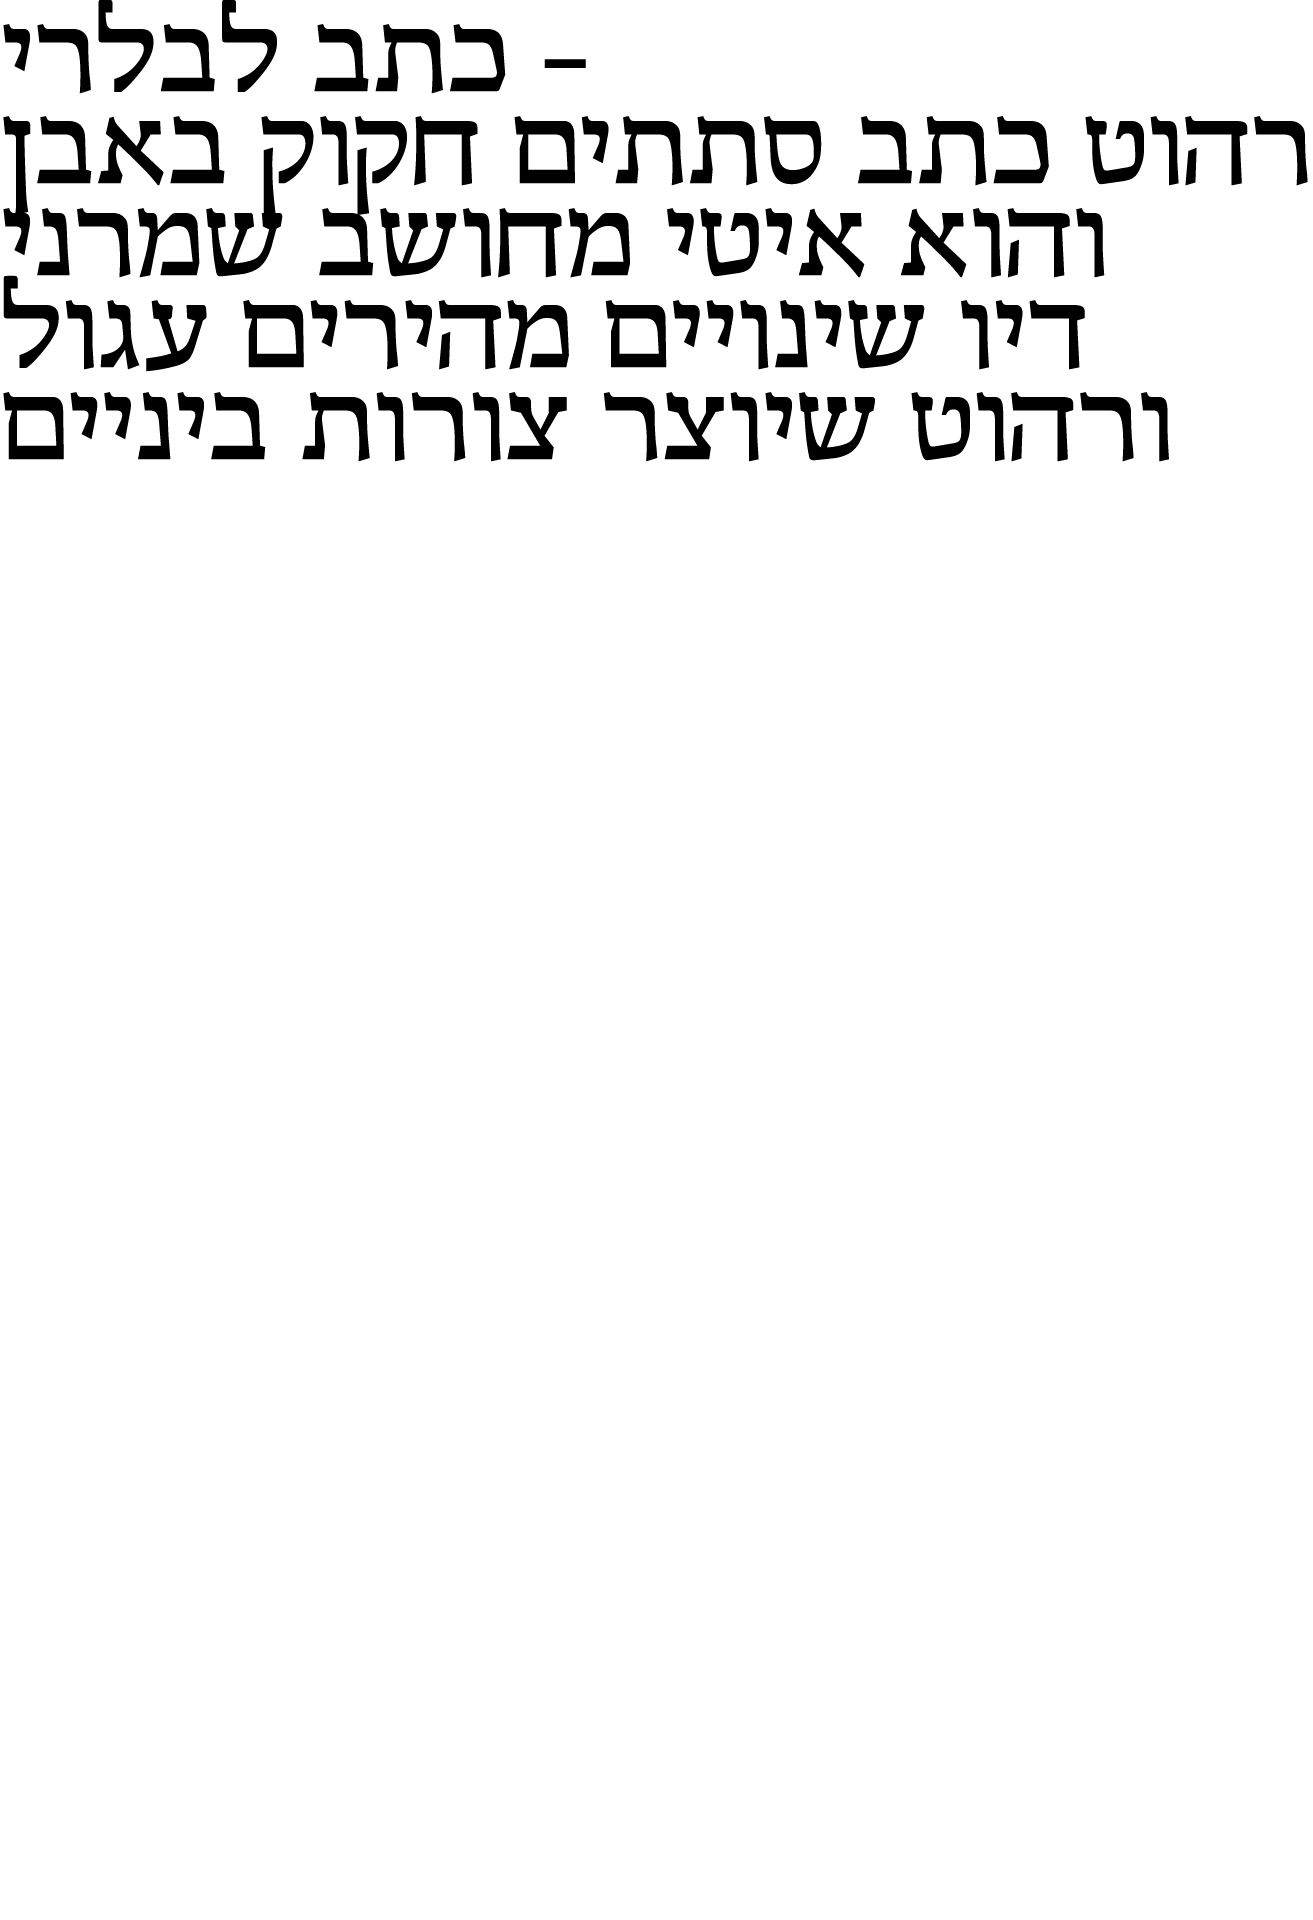 – כתב לבלרי
רהוט כתב סתתים חקוק באבן
והוא איטי מחושב שמרני
דיו שינויים מהירים עגול
ורהוט שיוצר צורות ביניים